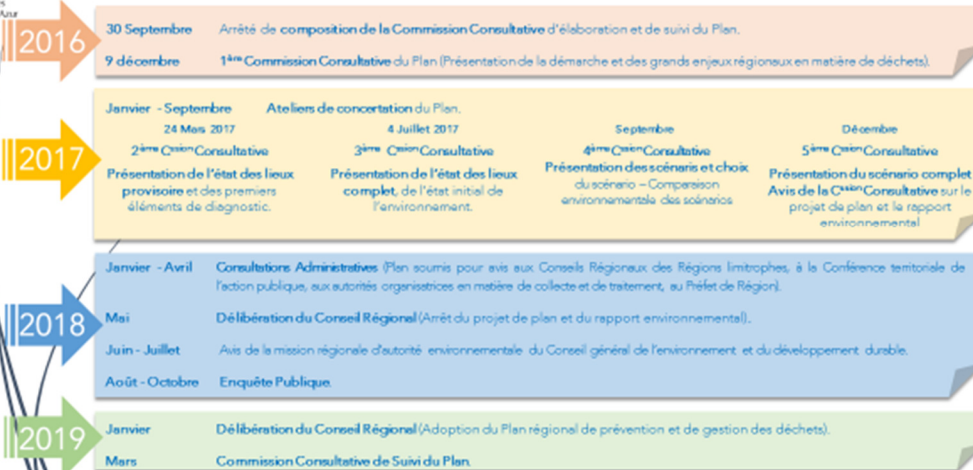 2016
30 Septembre Arrêté de composition de la Commission Consultative d'élaboration et de suivi du Plan.
9 décembre 1ère Commission Consultative du Plan (Présentation de la démarche et des grands enjeux régionaux en matière de déchets).
2017
Janvier - Septembre Ateliers de concertation du Plan.
24 Mars 2017
2ème Cssion Consultative
Présentation de l'état des lieux
provisoire et des premiers
éléments de diagnostic.
4 Juillet 2017
3ème Cssion Consultative
Présentation de l'état des lieux
complet, de l'état initial de
l'environnement.
Septembre
4ème Cssion Consultative
Présentation des scénaris et choix
du scénario – Comparaison
environnementale des scénarios
Décembre
5ème Cssion Consultative
Présentation du scénario complet
Avis de la Cssion Consultative sur le
projet de plan et le rapport
environnemental
2018
Janvier - Avril Consultations Administratives (Plan soumis pour avis aux Conseils Régionaux des Régions limitrophes, à la Conférence territoriale de
l'action publique, aux autorités organisatrices en matière de collecte et de traitement, au Préfet de Région).
Mai Délibération du Conseil Régional (Arrêt du projet de plan et du rapport environnemental).
Juin - Juillet Avis de la mission régionale d'autorité environnementale du Conseil général de l'environnement et du développement durable.
Août - Octobre Enquête Publique.
2019
Janvier Délibération du Conseil Régional (Adoption du Plan régional de prévention et de gestion des déchets).
Mars Commission Consultative de Suivi du Plan.